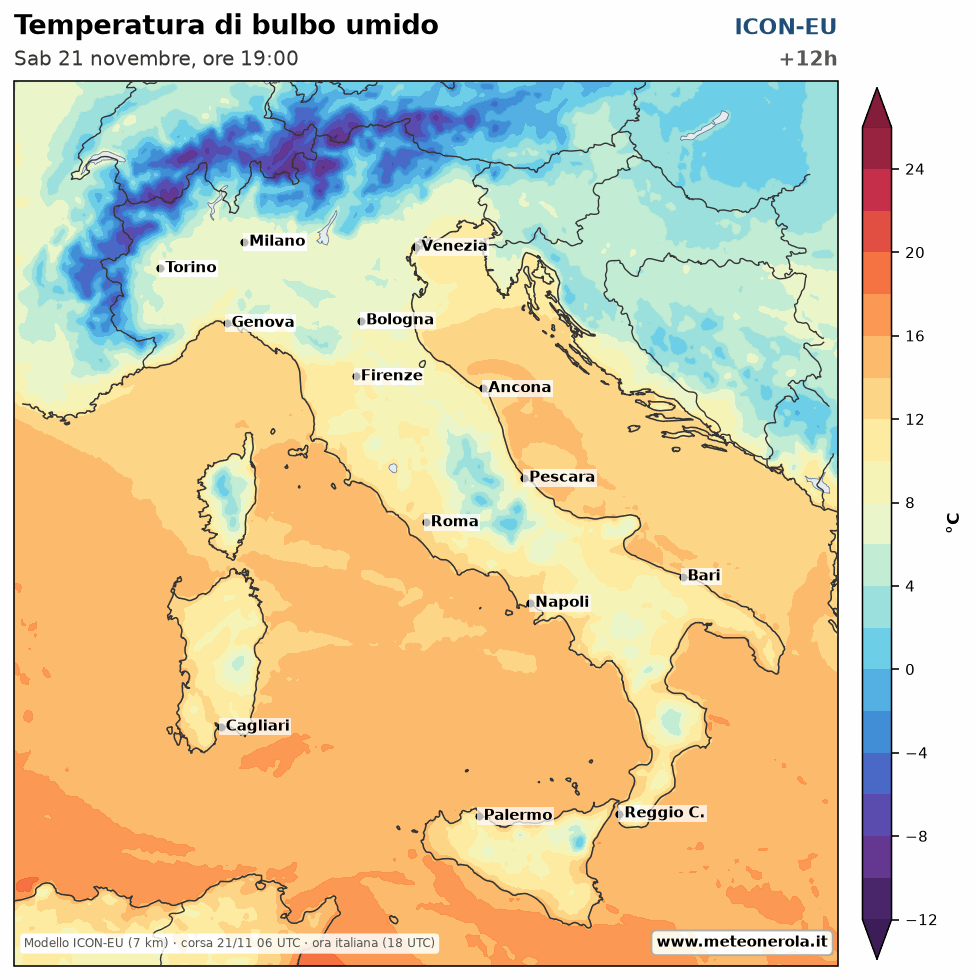 Temperatura di bulbo umido
ICON-EU
Sab 21 novembre, ore 19:00
+12h
Milano
Venezia
Torino
Genova
Bologna
Firenze
Ancona
Pescara
Roma
Bari
Napoli
Cagliari
Palermo
Reggio C.
24
20
16
12
8
4
0
−4
−8
−12
°C
Modello ICON-EU (7 km) · corsa 21/11 06 UTC · ora italiana (18 UTC)
www.meteonerola.it